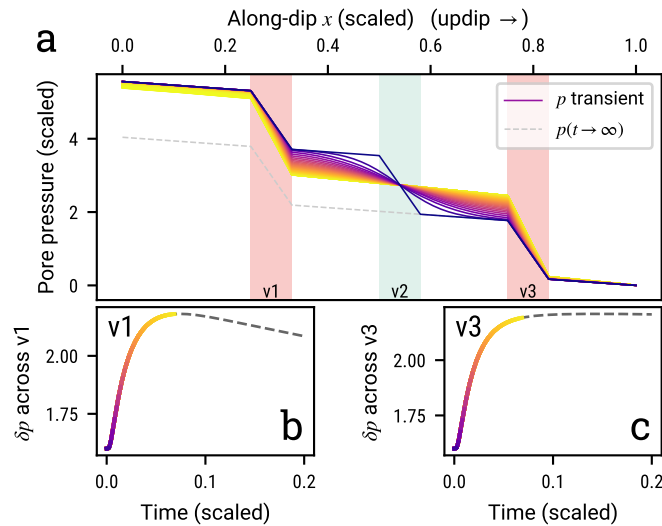 Along-dip x (scaled) (updip →)
a
0.0 0.2 0.4 0.6 0.8 1.0
Pore pressure (scaled)
4
2
0
p transient
p(t → ∞)
v1 v2 v3
v1
δp across v1
2.00
1.75
b
0.0 0.1 0.2
Time (scaled)
v3
δp across v3
2.00
1.75
c
0.0 0.1 0.2
Time (scaled)